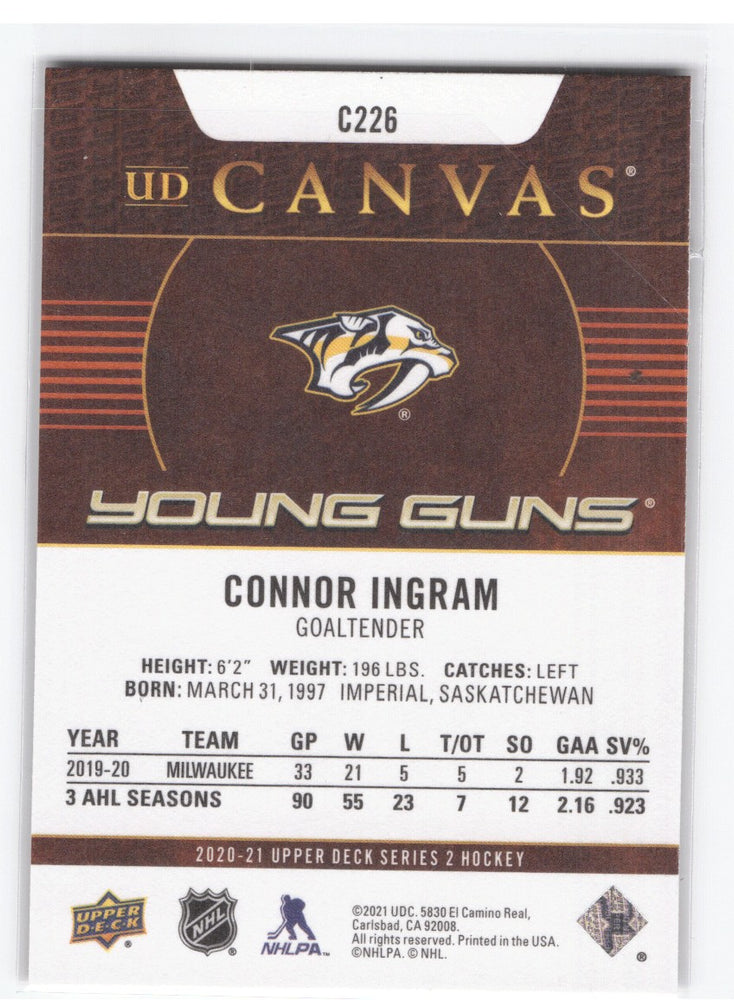 C226
UD CANVAS®
®
YOUNG GUNS®
CONNOR INGRAM
GOALTENDER
HEIGHT: 6'2" WEIGHT: 196 LBS. CATCHES: LEFT
BORN: MARCH 31, 1997 IMPERIAL, SASKATCHEWAN
YEAR TEAM GP W L T/OT SO GAA SV%
2019-20 MILWAUKEE 33 21 5 5 2 1.92 .933
3 AHL SEASONS 90 55 23 7 12 2.16 .923
2020-21 UPPER DECK SERIES 2 HOCKEY
UPPER DECK ®
NHL ®
NHLPA™
©2021 UDC. 5830 El Camino Real,
Carlsbad, CA 92008.
All rights reserved. Printed in the USA.
©NHLPA. © NHL.
®